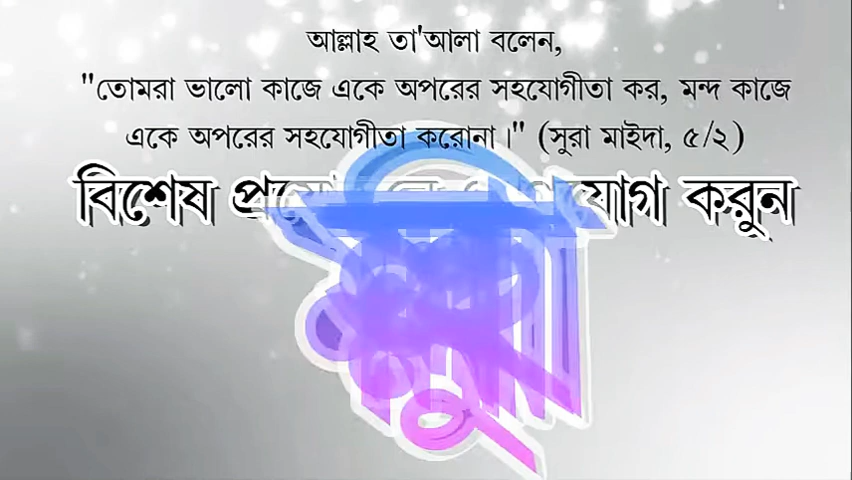 আল্লাহ তা'আলা বলেন,
"তোমরা ভালো কাজে একে অপরের সহযোগীতা কর, মন্দ কাজে
একে অপরের সহযোগীতা করোনা।" (সুরা মাইদা, ৫/২)
বিশেষ করুন